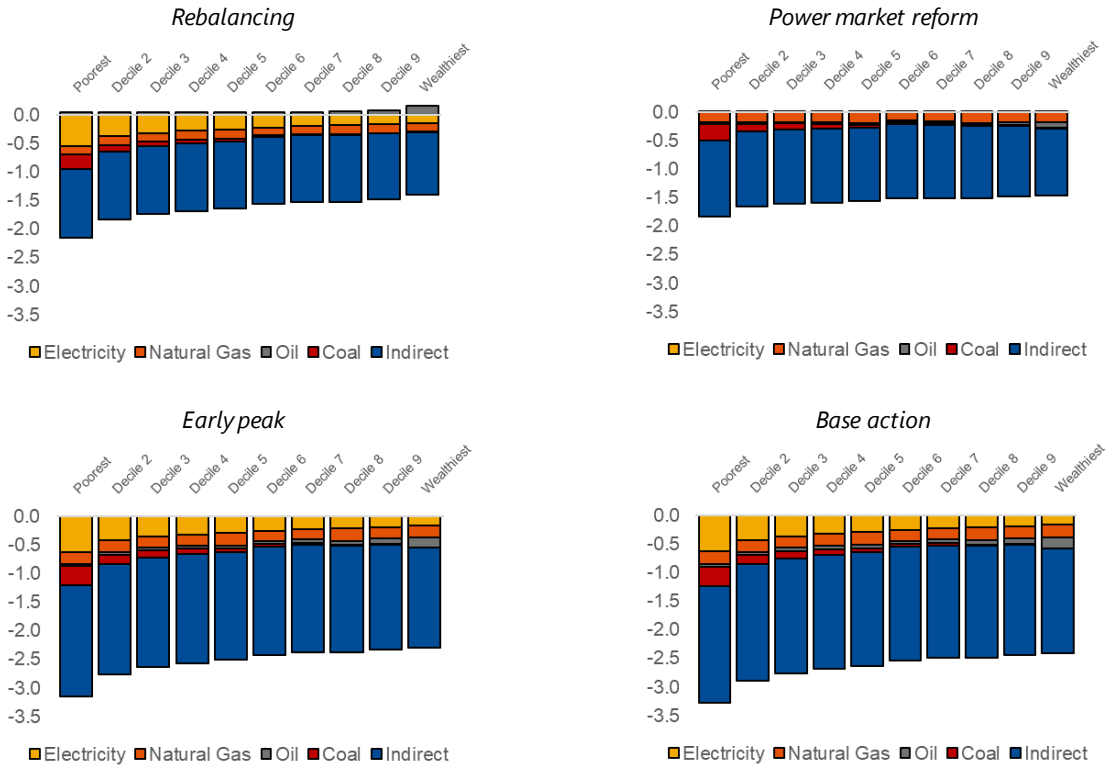 Rebalancing
Poorest
Decile 2
Decile 3
Decile 4
Decile 5
Decile 6
Decile 7
Decile 8
Decile 9
Wealthiest
0.0
-0.5
-1.0
-1.5
-2.0
-2.5
-3.0
-3.5
Electricity Natural Gas Oil Coal Indirect
Power market reform
Poorest
Decile 2
Decile 3
Decile 4
Decile 5
Decile 6
Decile 7
Decile 8
Decile 9
Wealthiest
0.0
-0.5
-1.0
-1.5
-2.0
-2.5
-3.0
-3.5
Electricity Natural Gas Oil Coal Indirect
Early peak
Poorest
Decile 2
Decile 3
Decile 4
Decile 5
Decile 6
Decile 7
Decile 8
Decile 9
Wealthiest
0.0
-0.5
-1.0
-1.5
-2.0
-2.5
-3.0
-3.5
Electricity Natural Gas Oil Coal Indirect
Base action
Poorest
Decile 2
Decile 3
Decile 4
Decile 5
Decile 6
Decile 7
Decile 8
Decile 9
Wealthiest
0.0
-0.5
-1.0
-1.5
-2.0
-2.5
-3.0
-3.5
Electricity Natural Gas Oil Coal Indirect